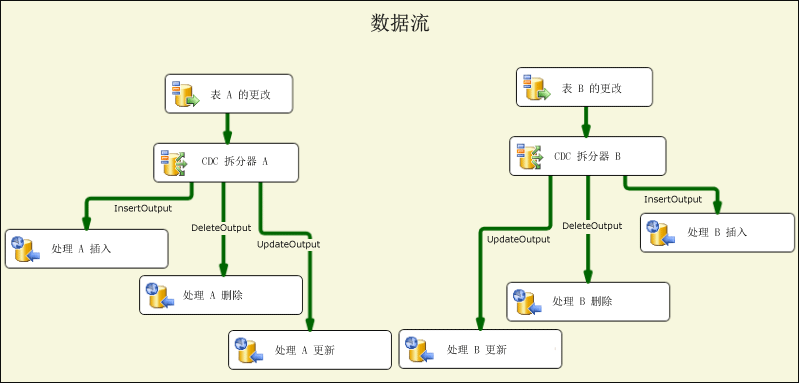 数据流
表 A 的更改
CDC 拆分器 A
InsertOutput
DeleteOutput
UpdateOutput
处理 A 插入
处理 A 删除
处理 A 更新
表 B 的更改
CDC 拆分器 B
InsertOutput
DeleteOutput
UpdateOutput
处理 B 插入
处理 B 删除
处理 B 更新